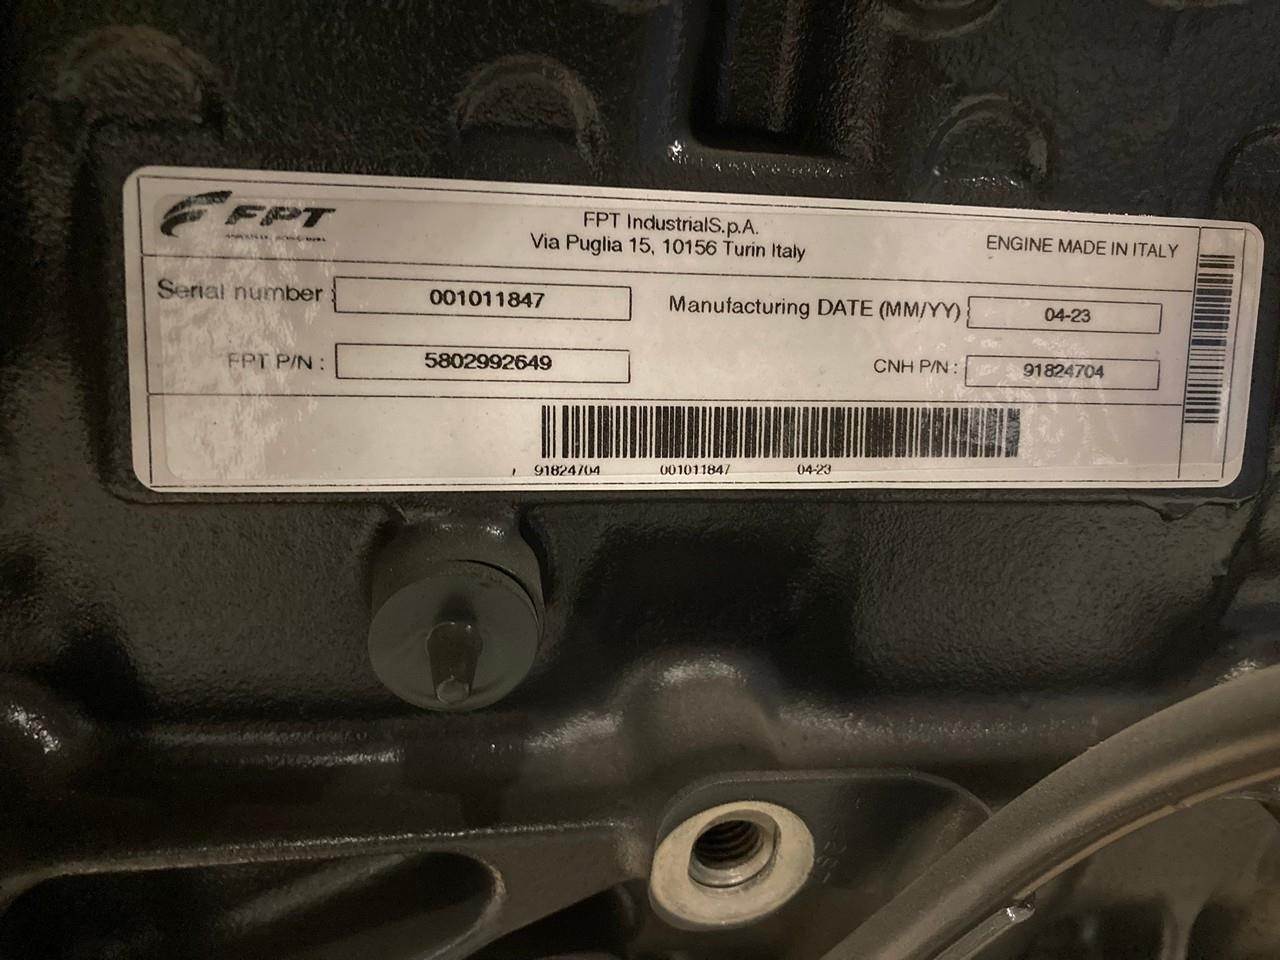 FPT
FPT IndustrialS.p.A.
Via Puglia 15, 10156 Turin Italy
ENGINE MADE IN ITALY
Serial number : 001011847
Manufacturing DATE (MM/YY) : 04-23
FPT P/N : 5802992649
CNH P/N : 91824704
91824704 001011847 04-23